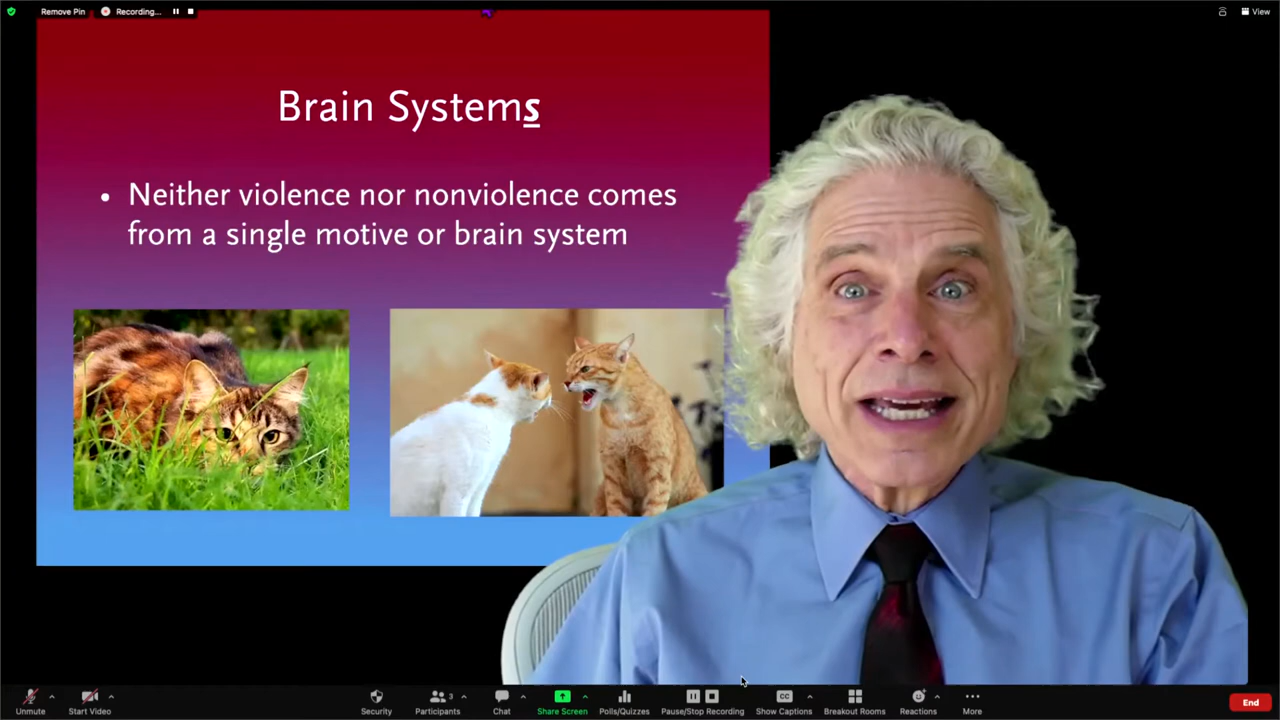 Remove Pin Recording... View
Brain Systems
• Neither violence nor nonviolence comes
from a single motive or brain system
3
CC
Unmute Start Video Security Participants Chat Share Screen Polls/Quizzes Pause/Stop Recording Show Captions Breakout Rooms Reactions More End